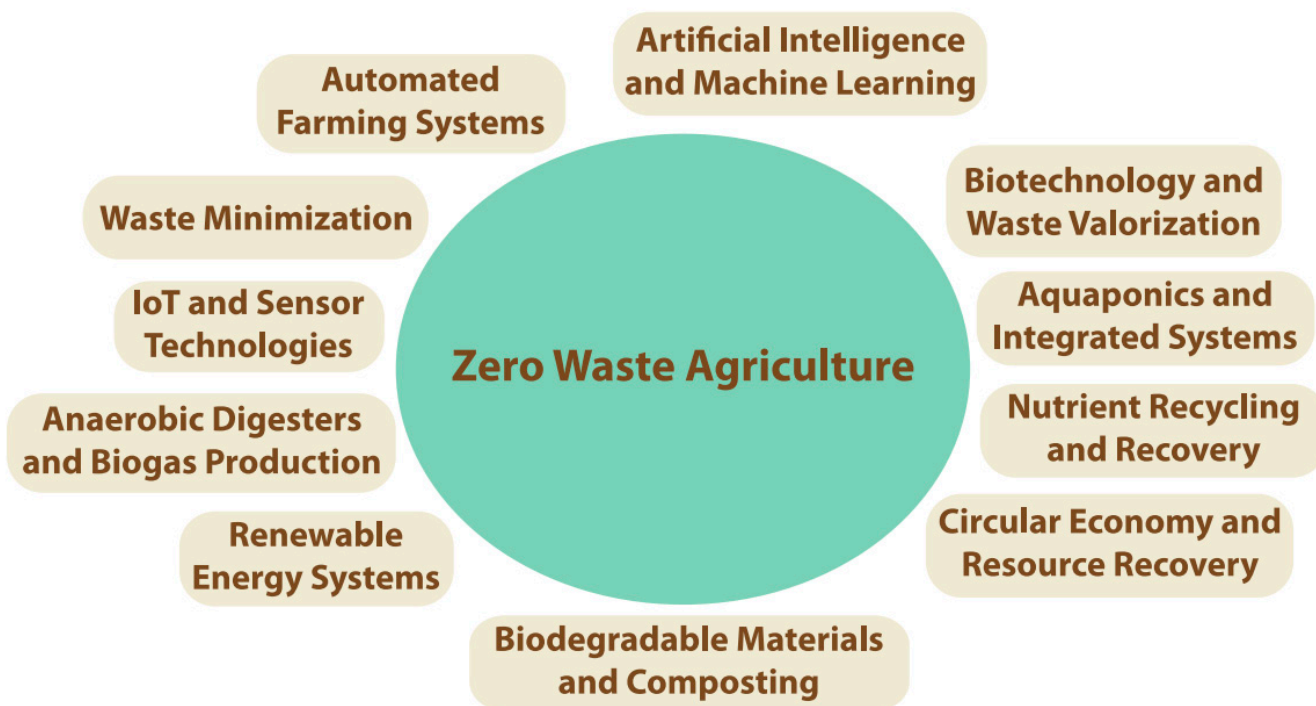 Artificial Intelligence
and Machine Learning
Automated
Farming Systems
Biotechnology and
Waste Valorization
Waste Minimization
Aquaponics and
Integrated Systems
IoT and Sensor
Technologies
Zero Waste Agriculture
Nutrient Recycling
and Recovery
Anaerobic Digesters
and Biogas Production
Circular Economy and
Resource Recovery
Renewable
Energy Systems
Biodegradable Materials
and Composting